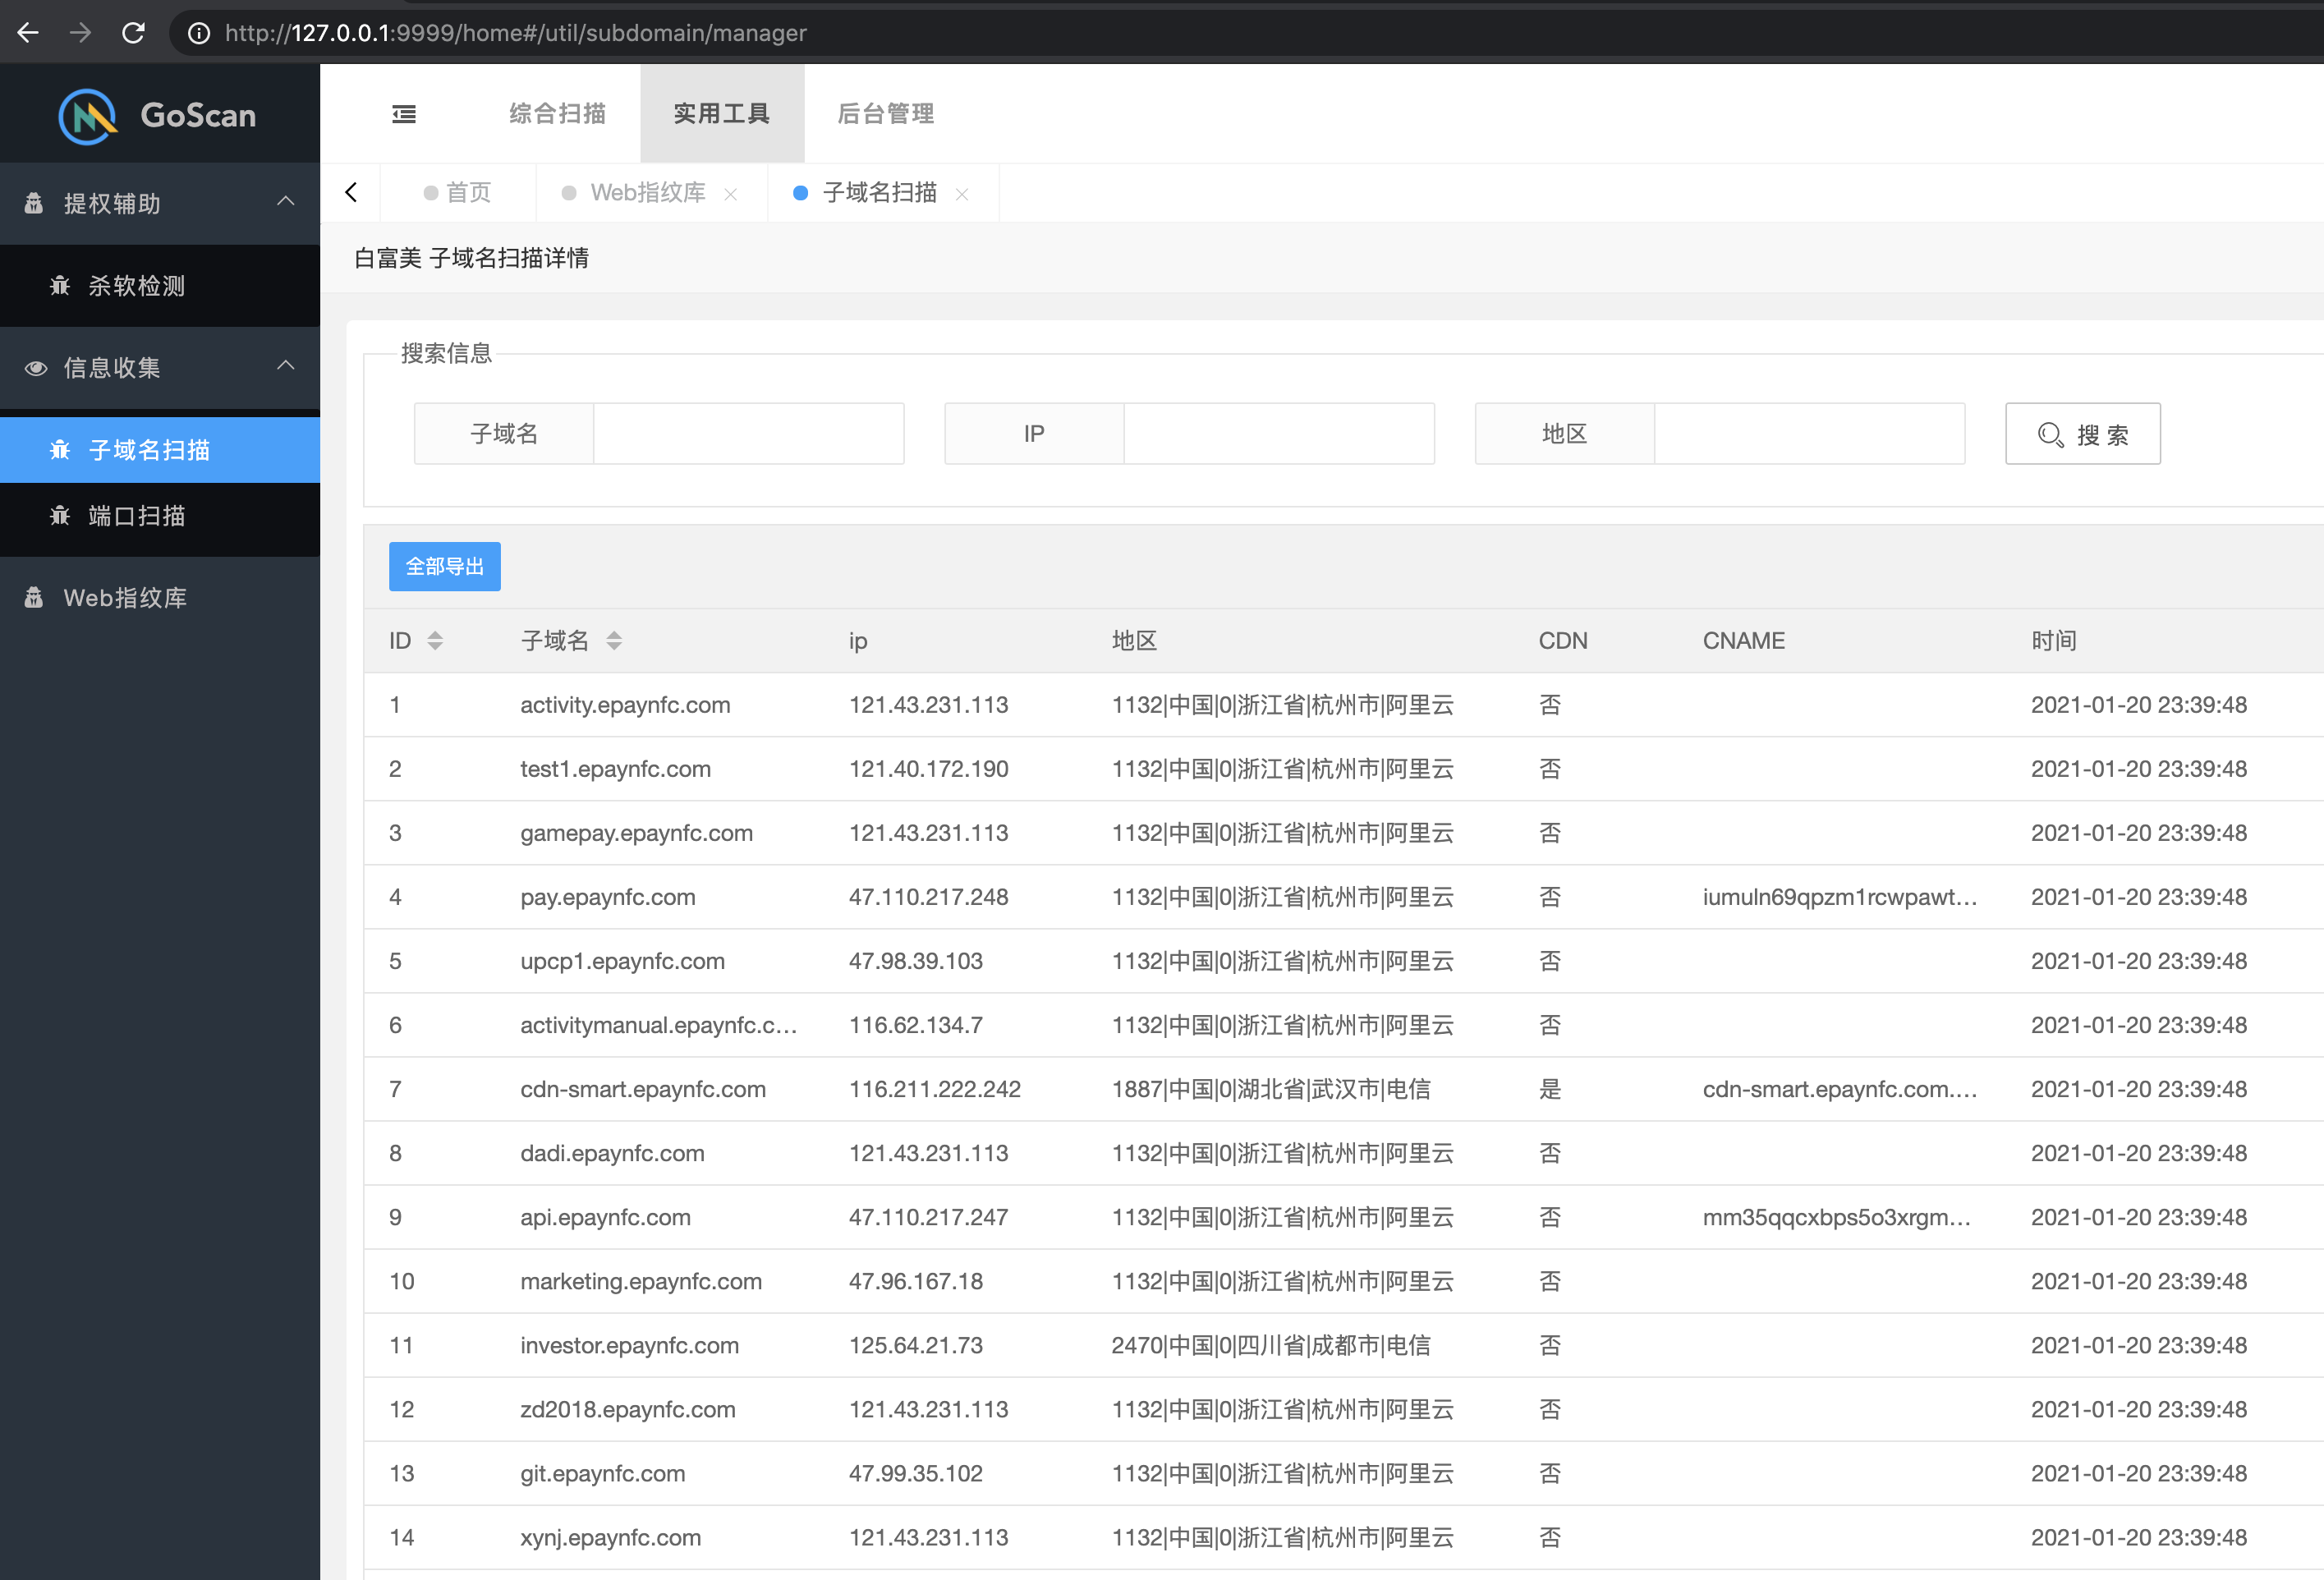 http://127.0.0.1:9999/home#/util/subdomain/manager
GoScan
综合扫描 实用工具 后台管理
首页 Web指纹库 子域名扫描
提权辅助
杀软检测
信息收集
子域名扫描
端口扫描
Web指纹库
白富美 子域名扫描详情
搜索信息
子域名 IP 地区 搜 索
全部导出
ID 子域名 ip 地区 CDN CNAME 时间
1 activity.epaynfc.com 121.43.231.113 1132|中国|0|浙江省|杭州市|阿里云 否 2021-01-20 23:39:48
2 test1.epaynfc.com 121.40.172.190 1132|中国|0|浙江省|杭州市|阿里云 否 2021-01-20 23:39:48
3 gamepay.epaynfc.com 121.43.231.113 1132|中国|0|浙江省|杭州市|阿里云 否 2021-01-20 23:39:48
4 pay.epaynfc.com 47.110.217.248 1132|中国|0|浙江省|杭州市|阿里云 否 iumuln69qpzm1rcwpawt... 2021-01-20 23:39:48
5 upcp1.epaynfc.com 47.98.39.103 1132|中国|0|浙江省|杭州市|阿里云 否 2021-01-20 23:39:48
6 activitymanual.epaynfc.c... 116.62.134.7 1132|中国|0|浙江省|杭州市|阿里云 否 2021-01-20 23:39:48
7 cdn-smart.epaynfc.com 116.211.222.242 1887|中国|0|湖北省|武汉市|电信 是 cdn-smart.epaynfc.com.... 2021-01-20 23:39:48
8 dadi.epaynfc.com 121.43.231.113 1132|中国|0|浙江省|杭州市|阿里云 否 2021-01-20 23:39:48
9 api.epaynfc.com 47.110.217.247 1132|中国|0|浙江省|杭州市|阿里云 否 mm35qqcxbps5o3xrgm... 2021-01-20 23:39:48
10 marketing.epaynfc.com 47.96.167.18 1132|中国|0|浙江省|杭州市|阿里云 否 2021-01-20 23:39:48
11 investor.epaynfc.com 125.64.21.73 2470|中国|0|四川省|成都市|电信 否 2021-01-20 23:39:48
12 zd2018.epaynfc.com 121.43.231.113 1132|中国|0|浙江省|杭州市|阿里云 否 2021-01-20 23:39:48
13 git.epaynfc.com 47.99.35.102 1132|中国|0|浙江省|杭州市|阿里云 否 2021-01-20 23:39:48
14 xynj.epaynfc.com 121.43.231.113 1132|中国|0|浙江省|杭州市|阿里云 否 2021-01-20 23:39:48